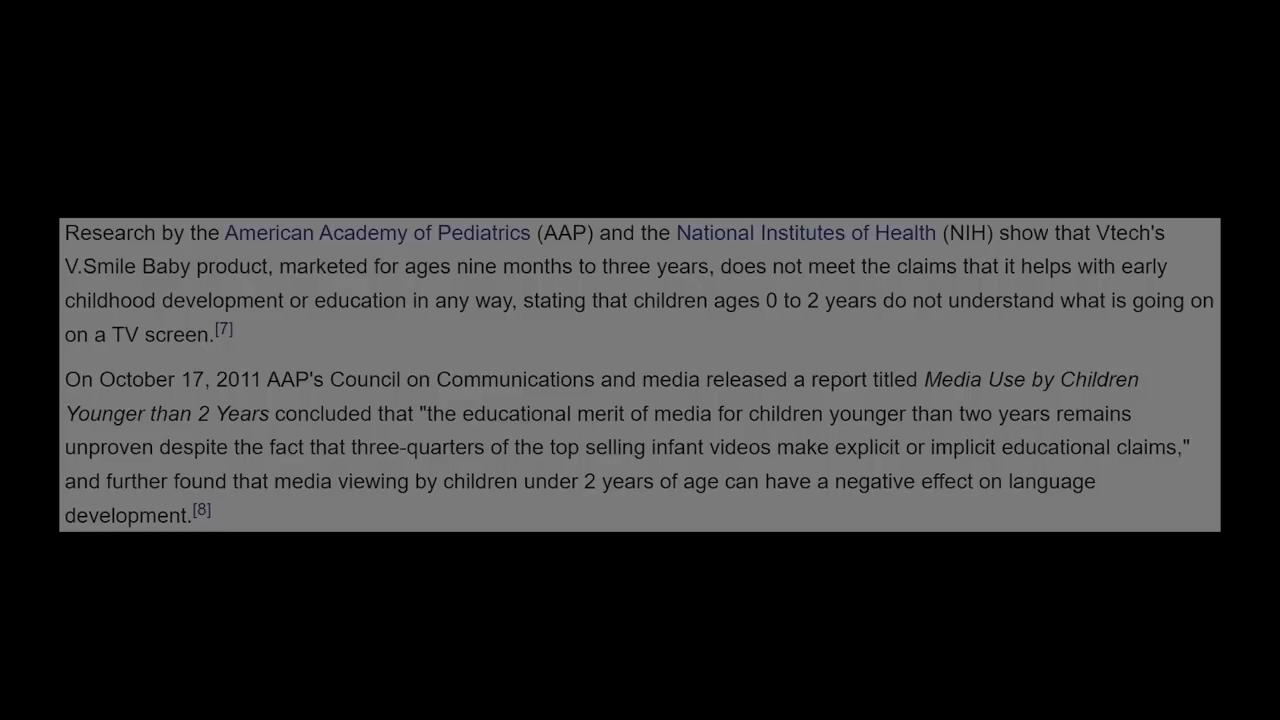 Research by the American Academy of Pediatrics (AAP) and the National Institutes of Health (NIH) show that Vtech's
V.Smile Baby product, marketed for ages nine months to three years, does not meet the claims that it helps with early
childhood development or education in any way, stating that children ages 0 to 2 years do not understand what is going on
on a TV screen.[7]
On October 17, 2011 AAP's Council on Communications and media released a report titled Media Use by Children
Younger than 2 Years concluded that "the educational merit of media for children younger than two years remains
unproven despite the fact that three-quarters of the top selling infant videos make explicit or implicit educational claims,"
and further found that media viewing by children under 2 years of age can have a negative effect on language
development.[8]